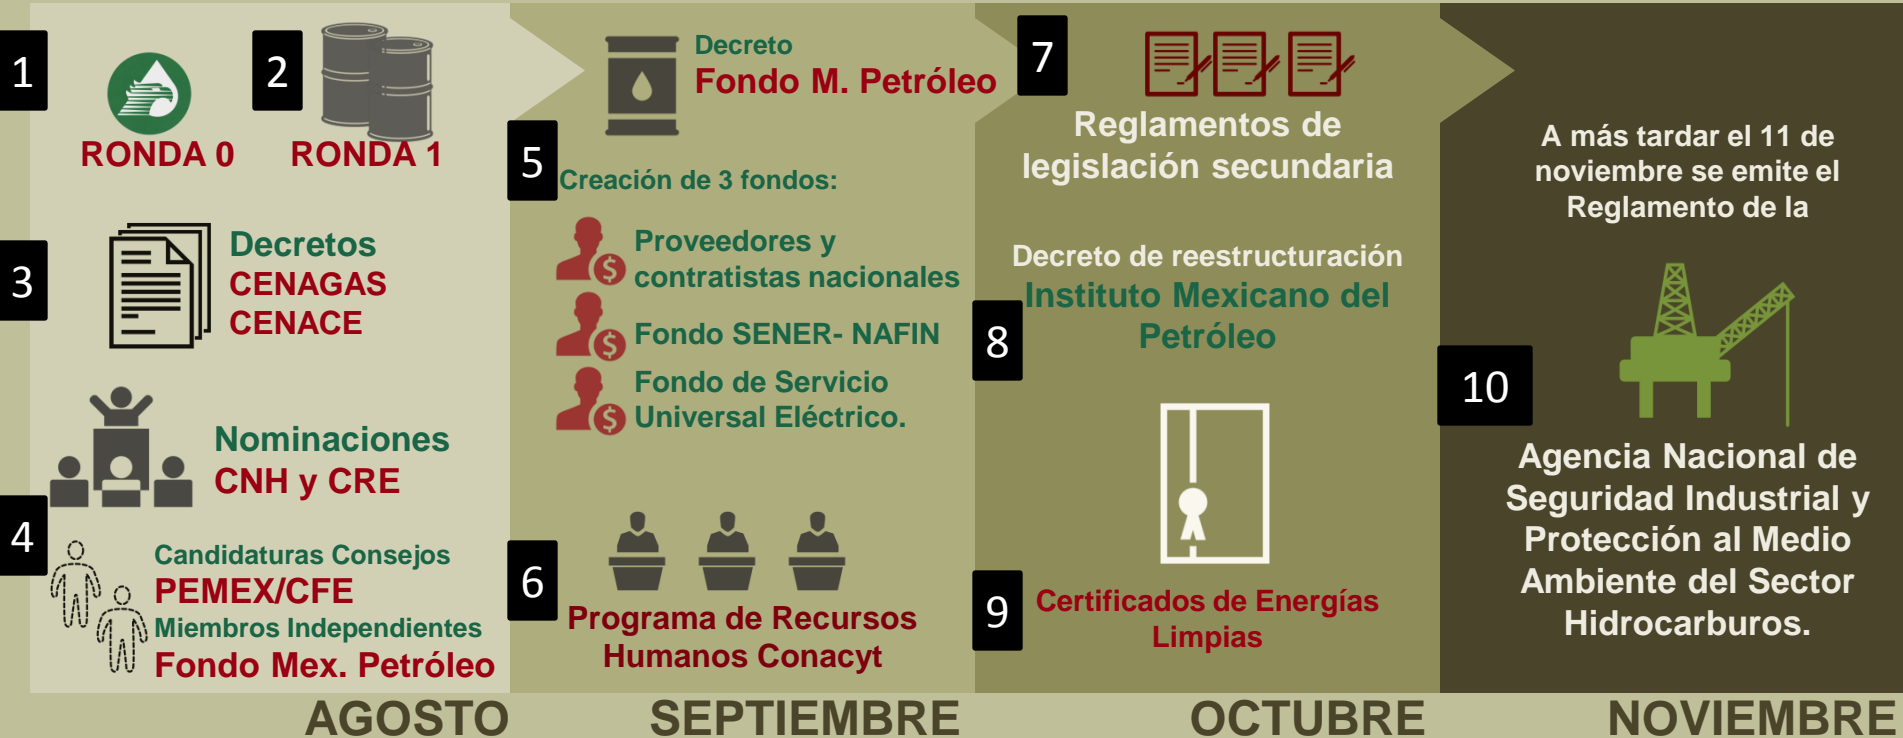 1
RONDA 0
2
RONDA 1
3
Decretos
CENAGAS
CENACE
Nominaciones
CNH y CRE
4
Candidaturas Consejos
PEMEX/CFE
Miembros Independientes
Fondo Mex. Petróleo
AGOSTO
Decreto
Fondo M. Petróleo
5
Creación de 3 fondos:
Proveedores y
contratistas nacionales
Fondo SENER- NAFIN
Fondo de Servicio
Universal Eléctrico.
6
Programa de Recursos
Humanos Conacyt
SEPTIEMBRE
7
Reglamentos de
legislación secundaria
8
Decreto de reestructuración
Instituto Mexicano del
Petróleo
9
Certificados de Energías
Limpias
OCTUBRE
A más tardar el 11 de
noviembre se emite el
Reglamento de la
10
Agencia Nacional de
Seguridad Industrial y
Protección al Medio
Ambiente del Sector
Hidrocarburos.
NOVIEMBRE